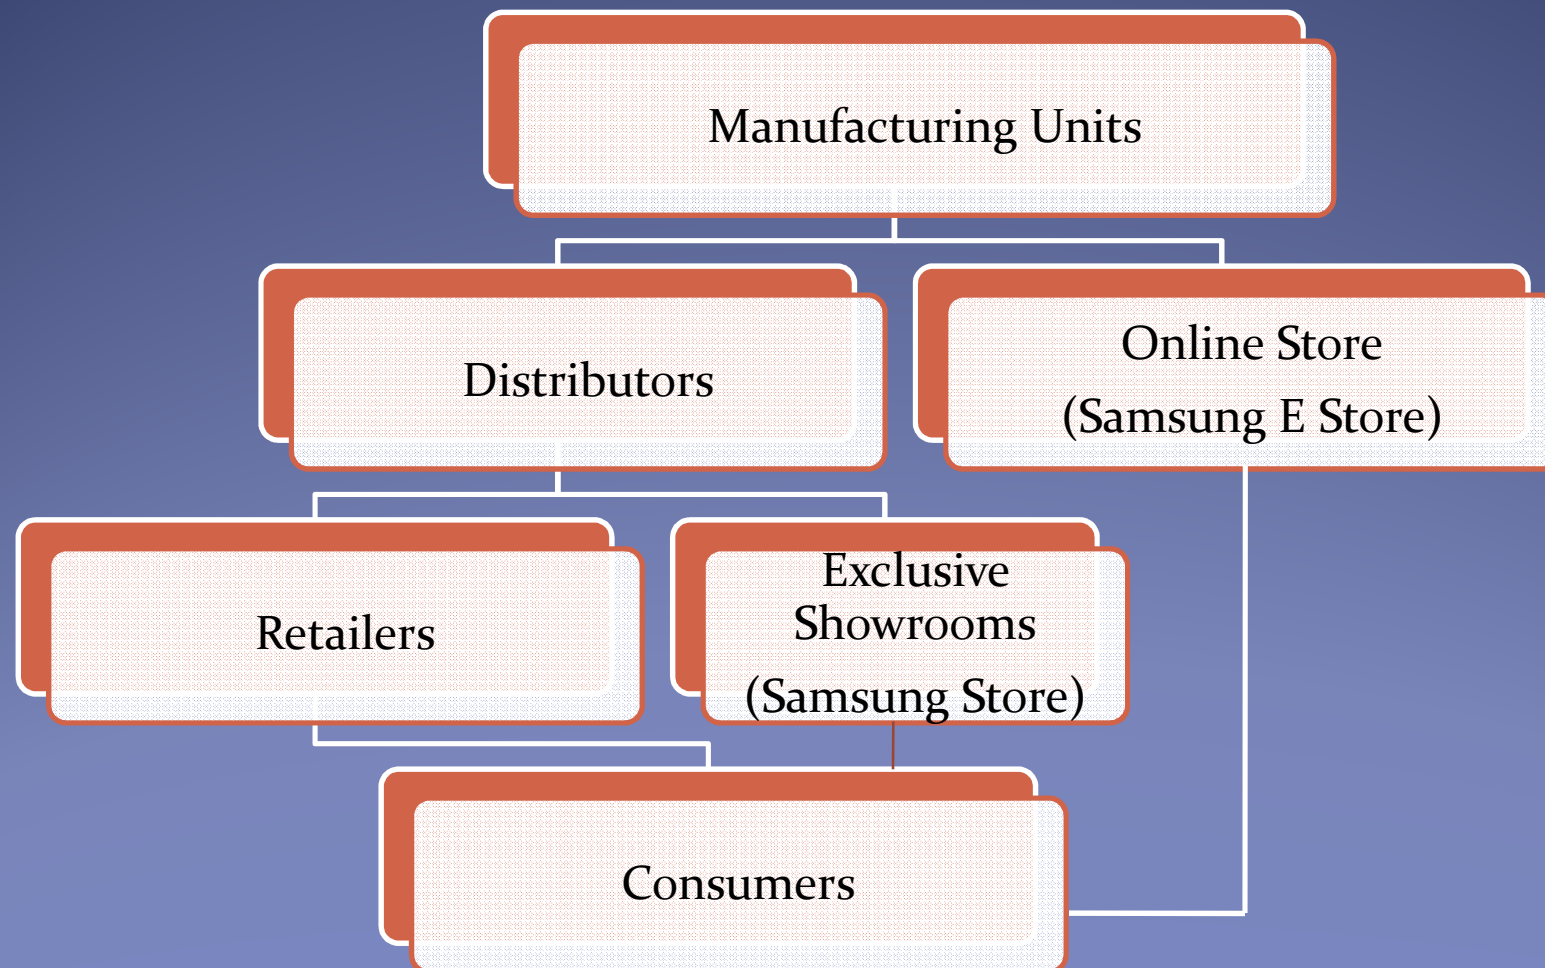 Manufacturing Units
Distributors
Online Store
(Samsung E Store)
Retailers
Exclusive
Showrooms
(Samsung Store)
Consumers